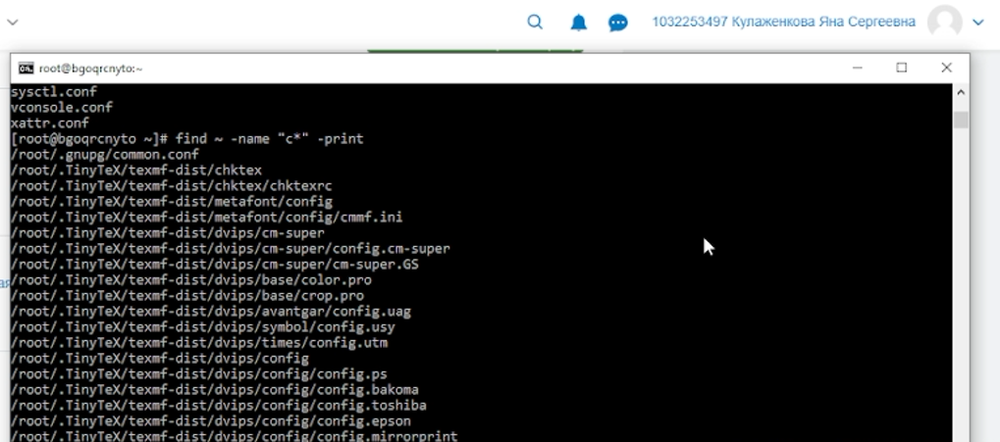 1032253497 Кулаженкова Яна Сергеевна
root@bgoqrcnyto:~
sysctl.conf
vconsole.conf
xattr.conf
[root@bgoqrcnyto ~]# find ~ -name "c*" -print
/root/.gnupg/common.conf
/root/.TinyTeX/texmf-dist/chktex
/root/.TinyTeX/texmf-dist/chktex/chktexrc
/root/.TinyTeX/texmf-dist/metafont/config
/root/.TinyTeX/texmf-dist/metafont/config/cmmf.ini
/root/.TinyTeX/texmf-dist/dvips/cm-super
/root/.TinyTeX/texmf-dist/dvips/cm-super/config.cm-super
/root/.TinyTeX/texmf-dist/dvips/cm-super/cm-super.GS
/root/.TinyTeX/texmf-dist/dvips/base/color.pro
/root/.TinyTeX/texmf-dist/dvips/base/crop.pro
/root/.TinyTeX/texmf-dist/dvips/avantgar/config.uag
/root/.TinyTeX/texmf-dist/dvips/symbol/config.usy
/root/.TinyTeX/texmf-dist/dvips/times/config.utm
/root/.TinyTeX/texmf-dist/dvips/config
/root/.TinyTeX/texmf-dist/dvips/config/config.ps
/root/.TinyTeX/texmf-dist/dvips/config/config.bakoma
/root/.TinyTeX/texmf-dist/dvips/config/config.toshiba
/root/.TinyTeX/texmf-dist/dvips/config/config.epson
/root/.TinyTeX/texmf-dist/dvips/config/config.mirrorprint